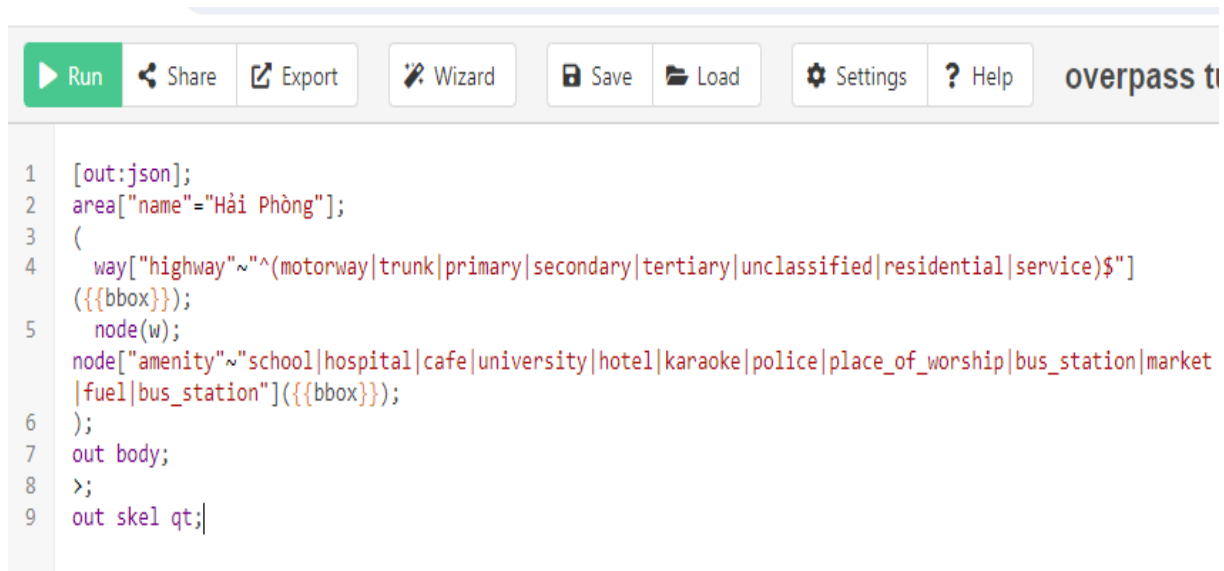 Run Share Export Wizard Save Load Settings ? Help overpass tu
1 [out:json];
2 area["name"="Hải Phòng"];
3 (
4 way["highway"~"^(motorway|trunk|primary|secondary|tertiary|unclassified|residential|service)$"]
({{bbox}});
5 node(w);
node["amenity"~"school|hospital|cafe|university|hotel|karaoke|police|place_of_worship|bus_station|market
|fuel|bus_station"]({{bbox}});
6 );
7 out body;
8 >;
9 out skel qt;